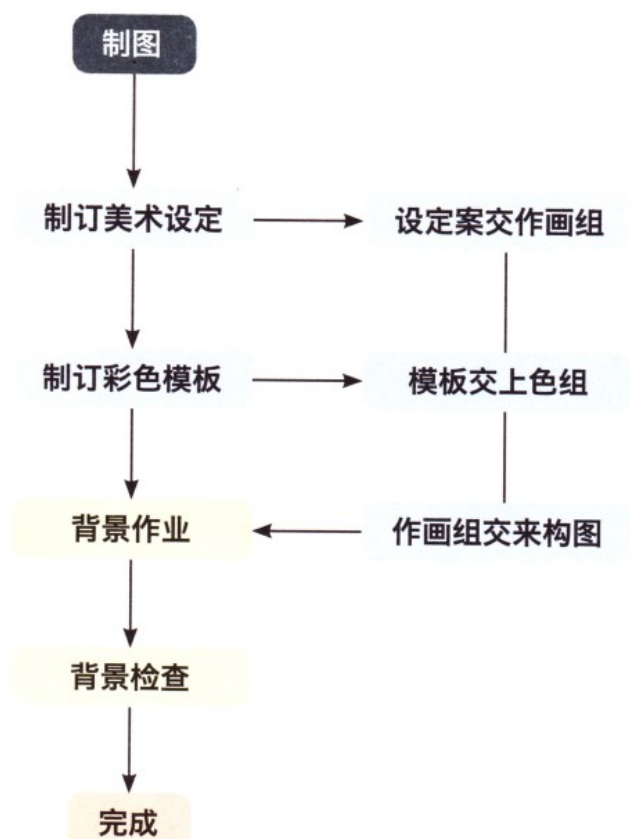 制图
制订美术设定
设定案交作画组
制订彩色模板
模板交上色组
背景作业
作画组交来构图
背景检查
完成